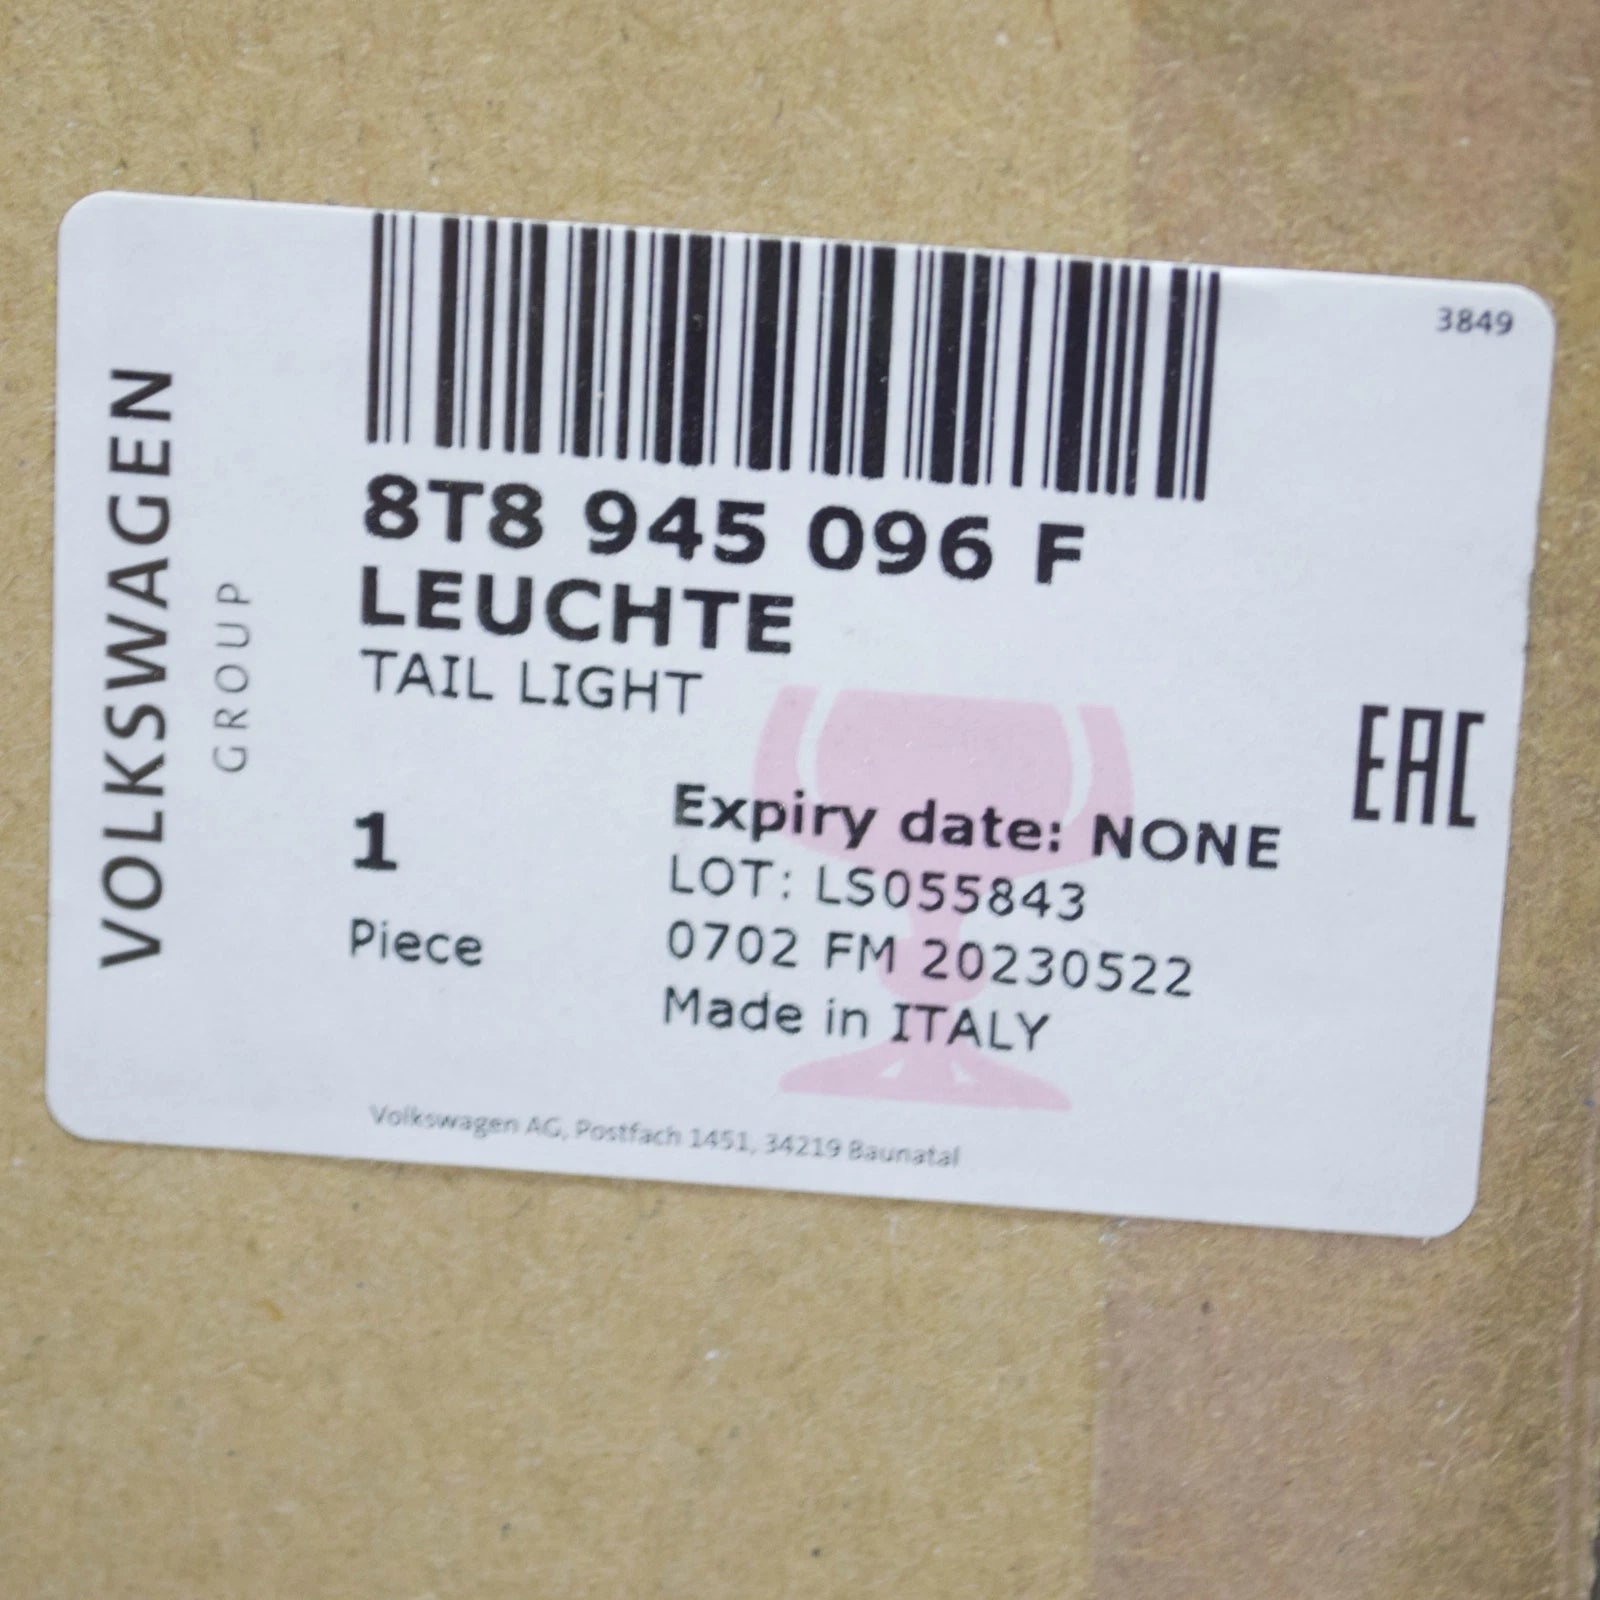 3849
VOLKSWAGEN
GROUP
8T8 945 096 F
LEUCHTE
TAIL LIGHT
EAC
1
Piece
Expiry date: NONE
LOT: LS055843
0702 FM 20230522
Made in ITALY
Volkswagen AG, Postfach 1451, 34219 Baunatal